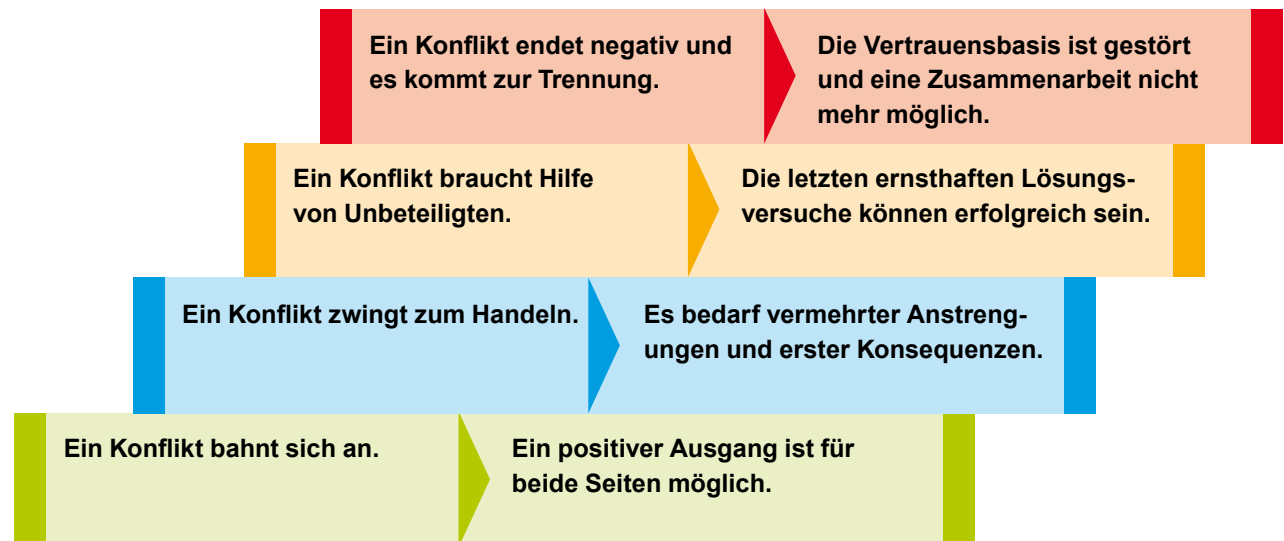 Ein Konflikt endet negativ und
es kommt zur Trennung.
Die Vertrauensbasis ist gestört
und eine Zusammenarbeit nicht
mehr möglich.
Ein Konflikt braucht Hilfe
von Unbeteiligten.
Die letzten ernsthaften Lösungs-
versuche können erfolgreich sein.
Ein Konflikt zwingt zum Handeln.
Es bedarf vermehrter Anstreng-
ungen und erster Konsequenzen.
Ein Konflikt bahnt sich an.
Ein positiver Ausgang ist für
beide Seiten möglich.